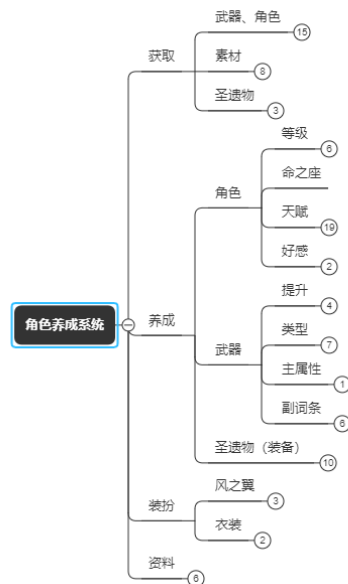 角色养成系统
获取
武器、角色
15
素材
8
圣遗物
3
养成
角色
等级
6
命之座
天赋
19
好感
2
武器
提升
4
类型
7
主属性
1
副词条
6
圣遗物（装备）
10
装扮
风之翼
3
衣装
2
资料
6